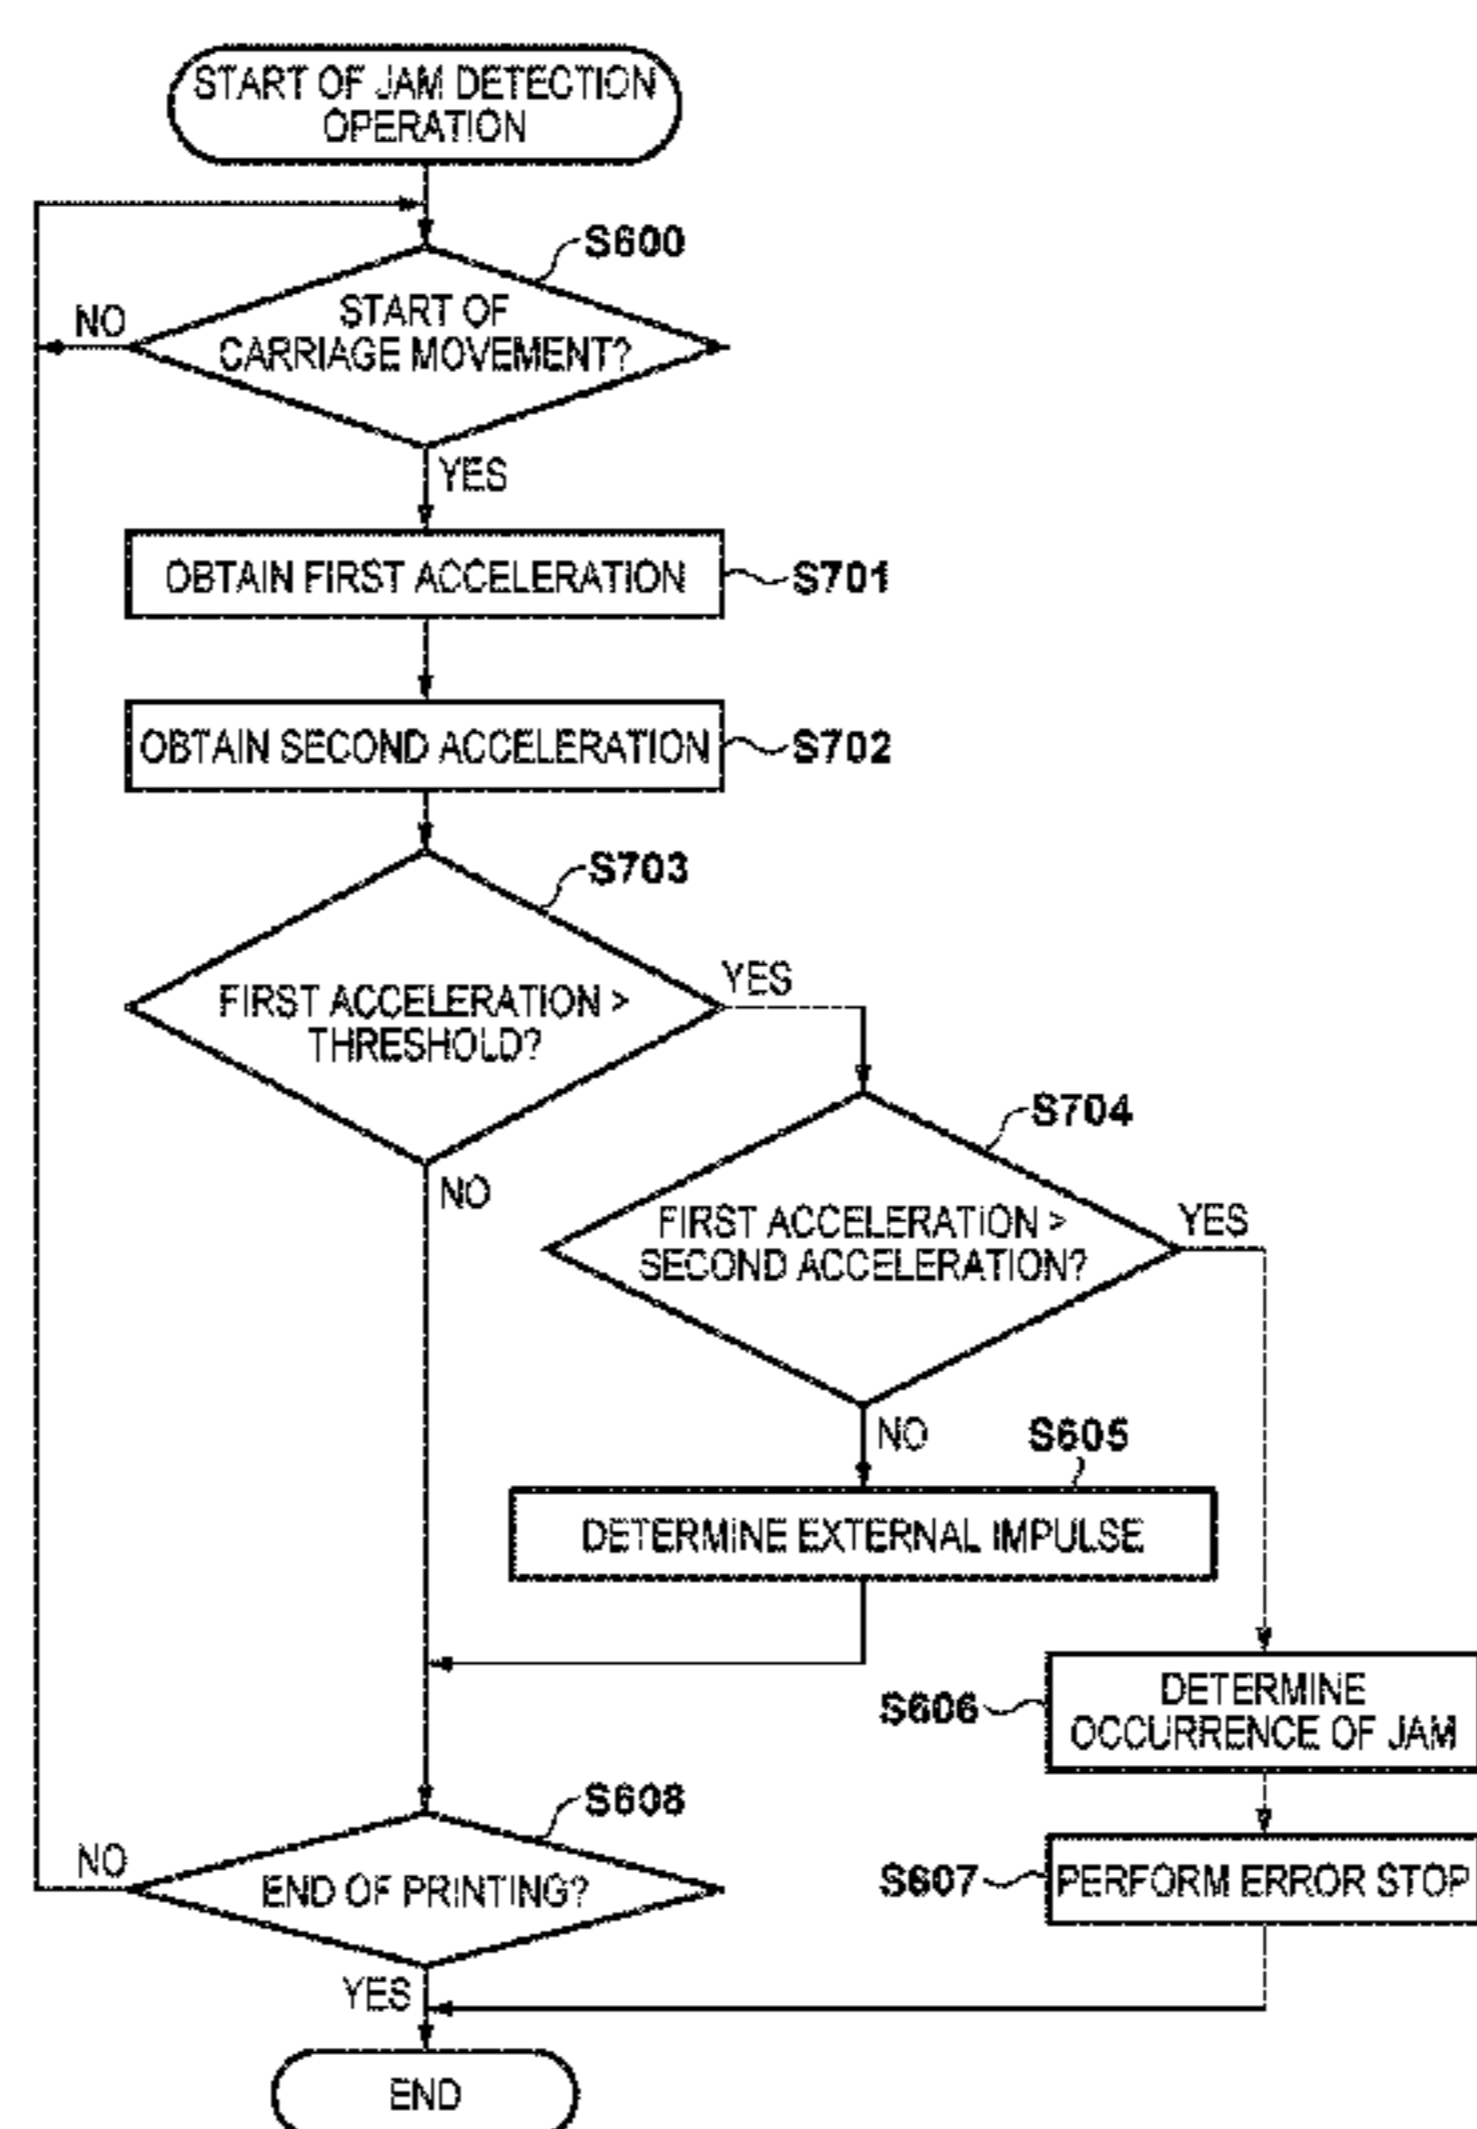 START OF JAM DETECTION
OPERATION
S600
START OF
CARRIAGE MOVEMENT?
NO
YES
OBTAIN FIRST ACCELERATION
S701
OBTAIN SECOND ACCELERATION
S702
S703
FIRST ACCELERATION >
THRESHOLD?
YES
NO
S704
FIRST ACCELERATION >
SECOND ACCELERATION?
YES
NO
S605
DETERMINE EXTERNAL IMPULSE
S606
DETERMINE
OCCURRENCE OF JAM
S608
END OF PRINTING?
NO
S607
PERFORM ERROR STOP
YES
END